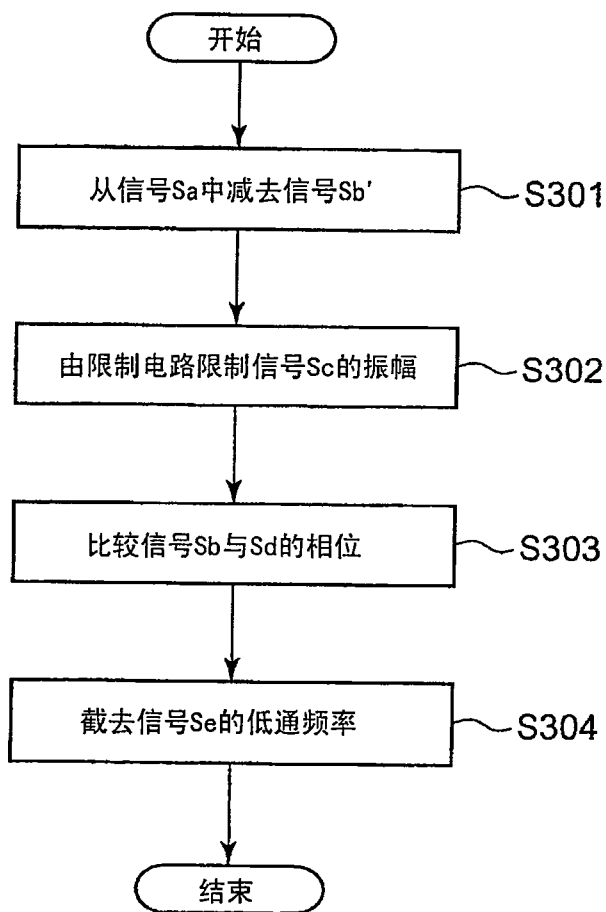 开始
从信号Sa中减去信号Sb'
S301
由限制电路限制信号Sc的振幅
S302
比较信号Sb与Sd的相位
S303
截去信号Se的低通频率
S304
结束